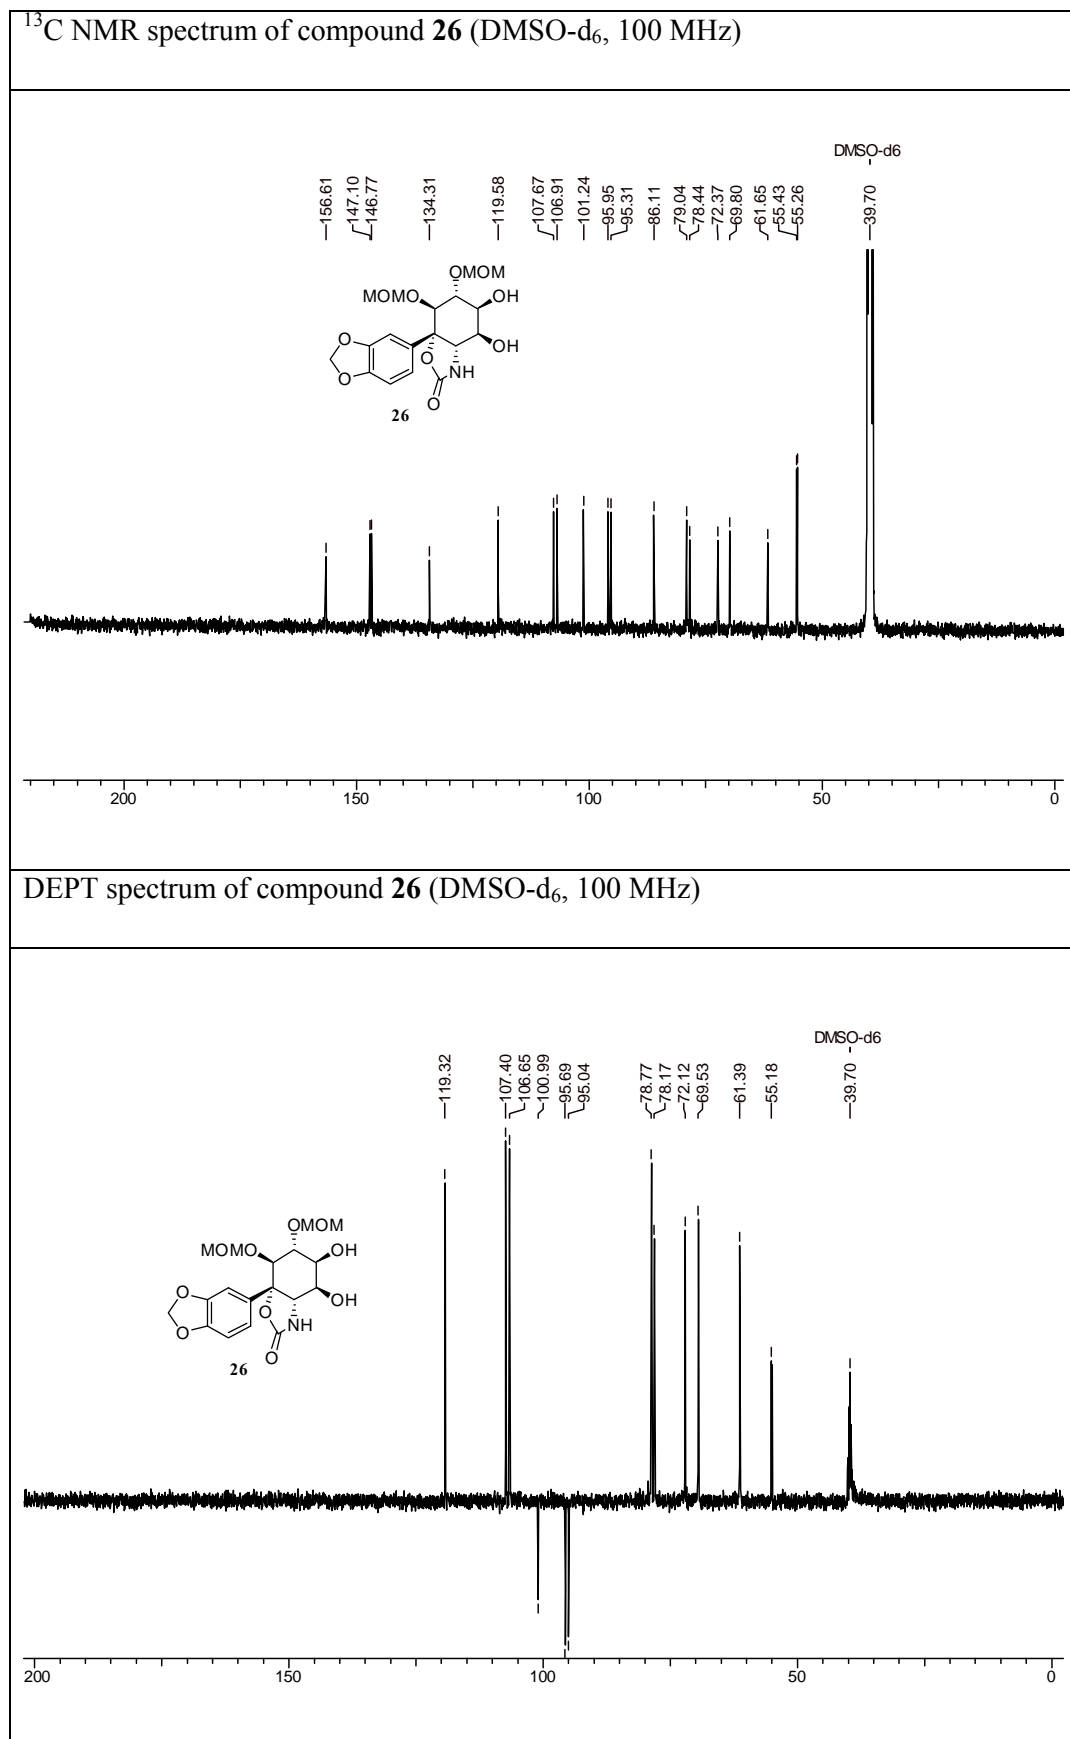 ¹³C NMR spectrum of compound 26 (DMSO-d₆, 100 MHz)
DMSO-d6
156.61
147.10
146.77
134.31
119.58
107.67
106.91
101.24
95.95
95.31
86.11
79.04
78.44
72.37
69.80
61.65
55.43
55.26
39.70
OMOM
MOMO
OH
O
OH
O
O
NH
O
26
200 150 100 50 0
DEPT spectrum of compound 26 (DMSO-d₆, 100 MHz)
DMSO-d6
119.32
107.40
106.65
100.99
95.69
95.04
78.77
78.17
72.12
69.53
61.39
55.18
39.70
OMOM
MOMO
OH
O
OH
O
O
NH
O
26
200 150 100 50 0